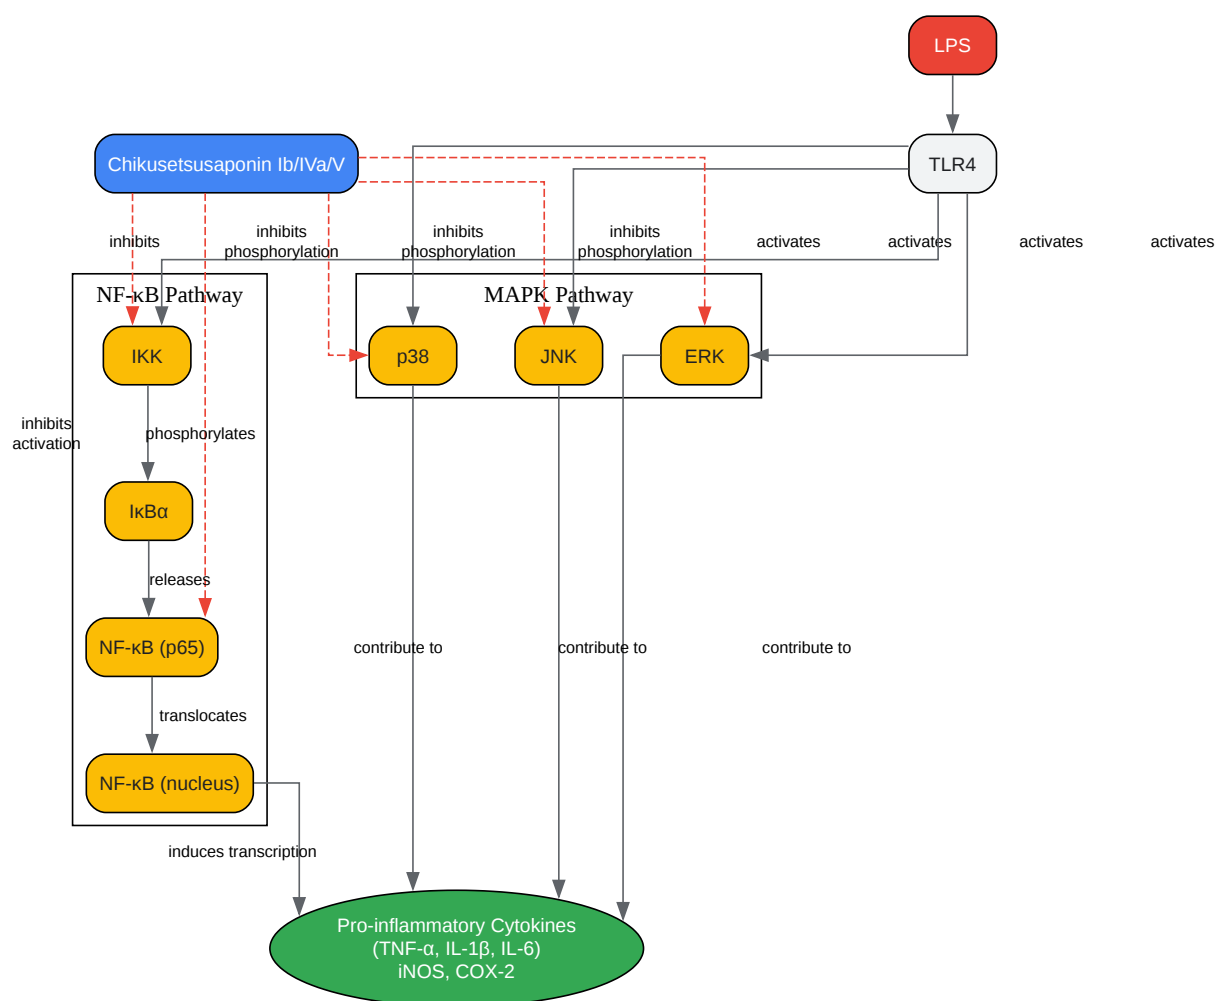 LPS
Chikusetsusaponin Ib/IVa/V
TLR4
inhibits
inhibits
phosphorylation
inhibits
phosphorylation
inhibits
phosphorylation
activates
activates
activates
activates
NF-κB Pathway
MAPK Pathway
IKK
p38
JNK
ERK
inhibits
activation
phosphorylates
IκBα
releases
NF-κB (p65)
contribute to
contribute to
contribute to
translocates
NF-κB (nucleus)
induces transcription
Pro-inflammatory Cytokines
(TNF-α, IL-1β, IL-6)
iNOS, COX-2